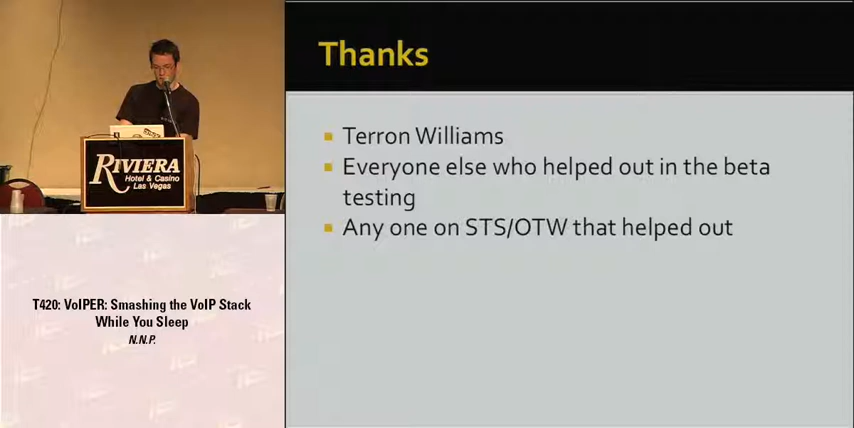 Thanks
Terron Williams
Everyone else who helped out in the beta
testing
Any one on STS/OTW that helped out
RIVIERA
Hotel & Casino
Las Vegas
T420: VoIPER: Smashing the VoIP Stack
While You Sleep
N.N.P.